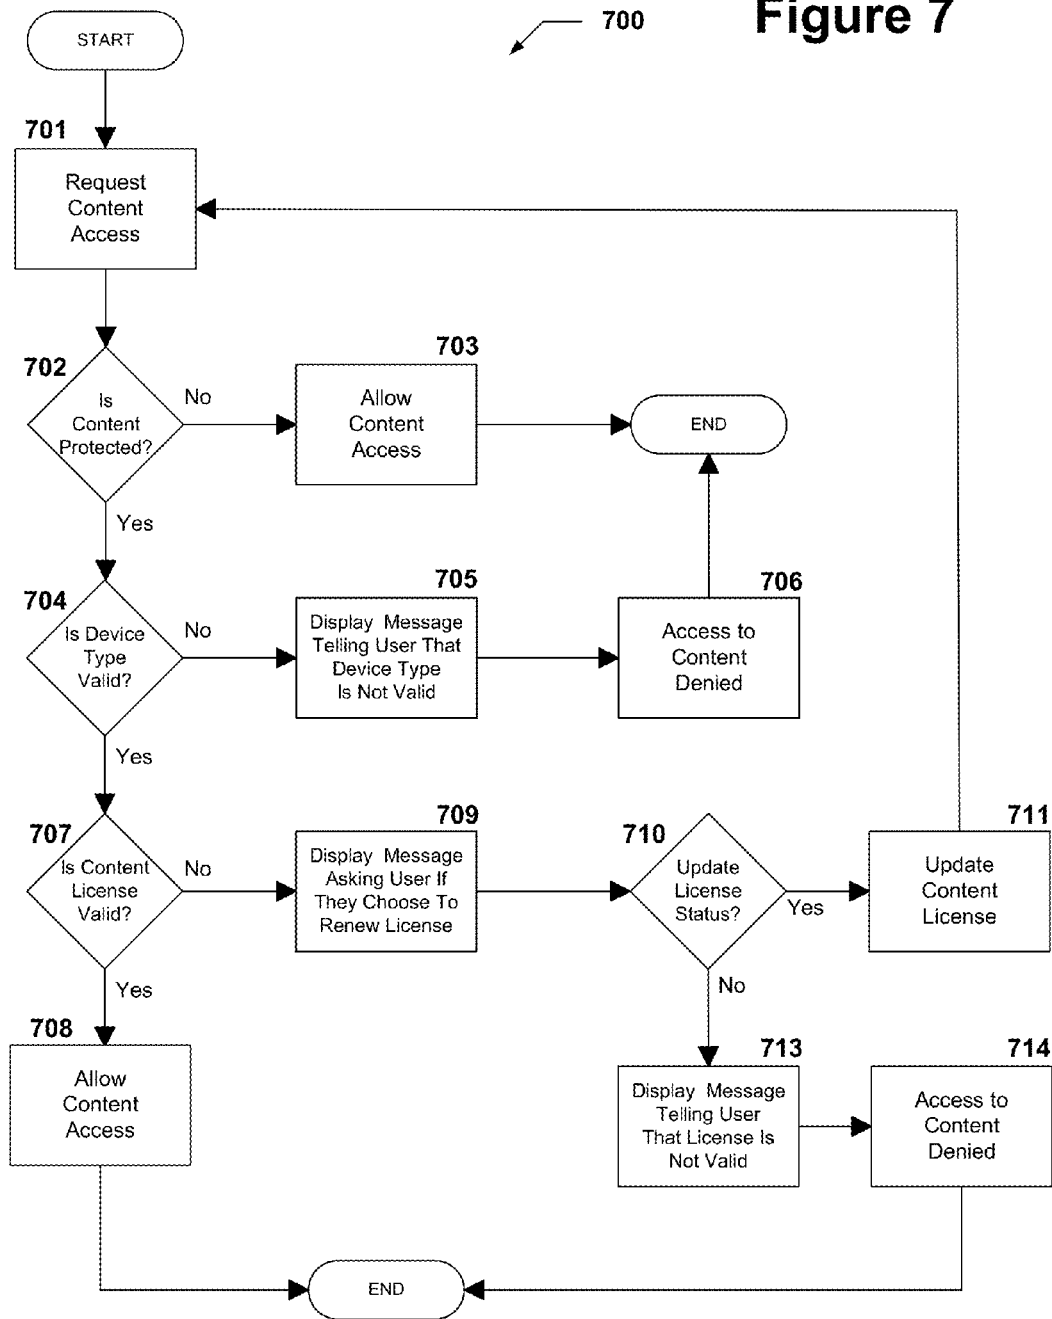 Figure 7
700
START
701
Request
Content
Access
702
Is
Content
Protected?
No
Yes
703
Allow
Content
Access
END
704
Is Device
Type
Valid?
No
Yes
705
Display Message
Telling User That
Device Type
Is Not Valid
706
Access to
Content
Denied
707
Is Content
License
Valid?
No
Yes
709
Display Message
Asking User If
They Choose To
Renew License
710
Update
License
Status?
Yes
No
711
Update
Content
License
708
Allow
Content
Access
713
Display Message
Telling User
That License Is
Not Valid
714
Access to
Content
Denied
END